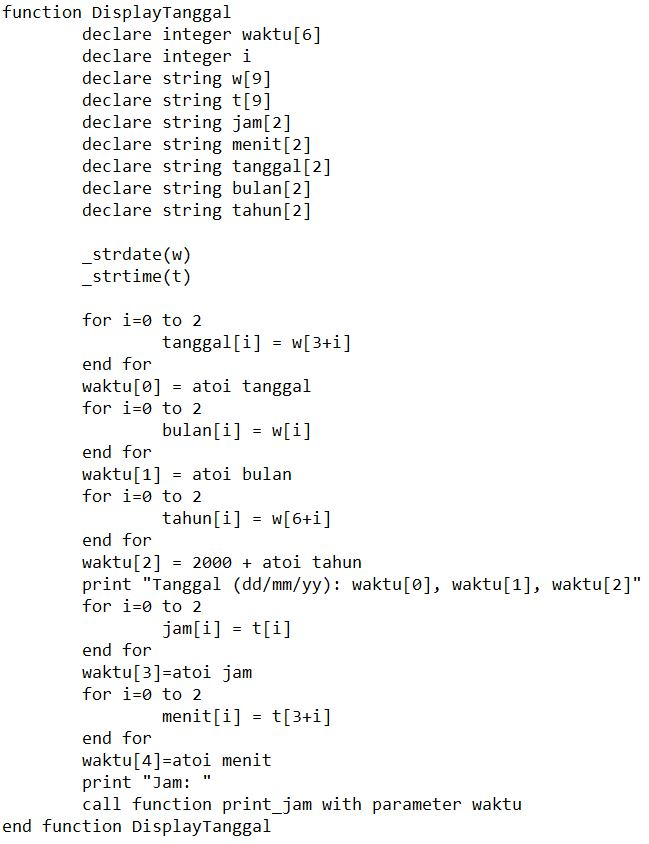 function DisplayTanggal
declare integer waktu[6]
declare integer i
declare string w[9]
declare string t[9]
declare string jam[2]
declare string menit[2]
declare string tanggal[2]
declare string bulan[2]
declare string tahun[2]
_strdate(w)
_strtime(t)
for i=0 to 2
tanggal[i] = w[3+i]
end for
waktu[0] = atoi tanggal
for i=0 to 2
bulan[i] = w[i]
end for
waktu[1] = atoi bulan
for i=0 to 2
tahun[i] = w[6+i]
end for
waktu[2] = 2000 + atoi tahun
print "Tanggal (dd/mm/yy): waktu[0], waktu[1], waktu[2]"
for i=0 to 2
jam[i] = t[i]
end for
waktu[3]=atoi jam
for i=0 to 2
menit[i] = t[3+i]
end for
waktu[4]=atoi menit
print "Jam: "
call function print_jam with parameter waktu
end function DisplayTanggal